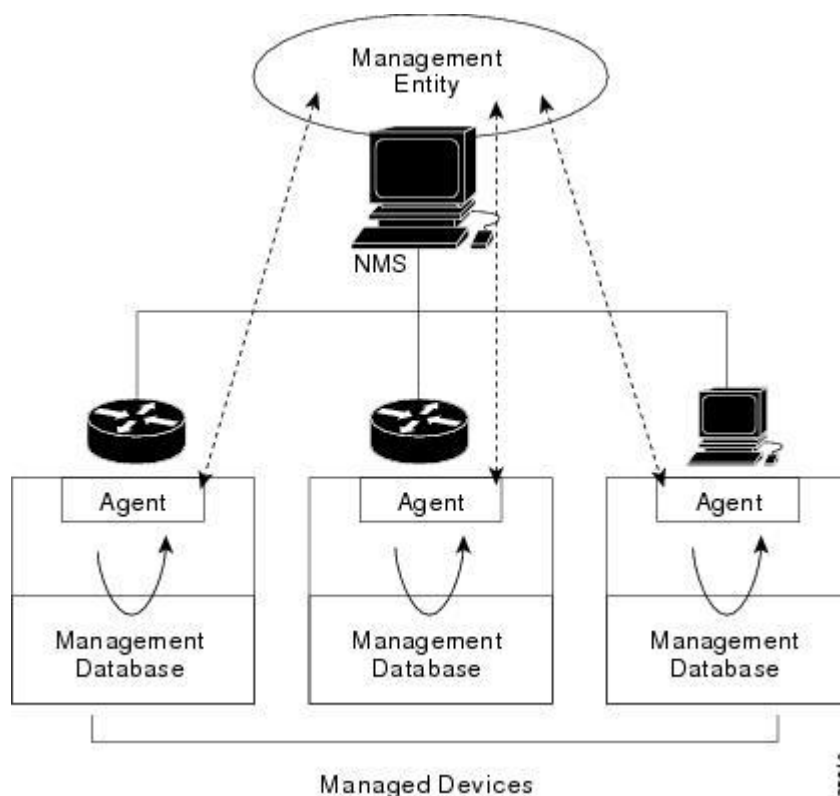 Management
Entity
NMS
Agent
Agent
Agent
Management
Database
Management
Database
Management
Database
Managed Devices